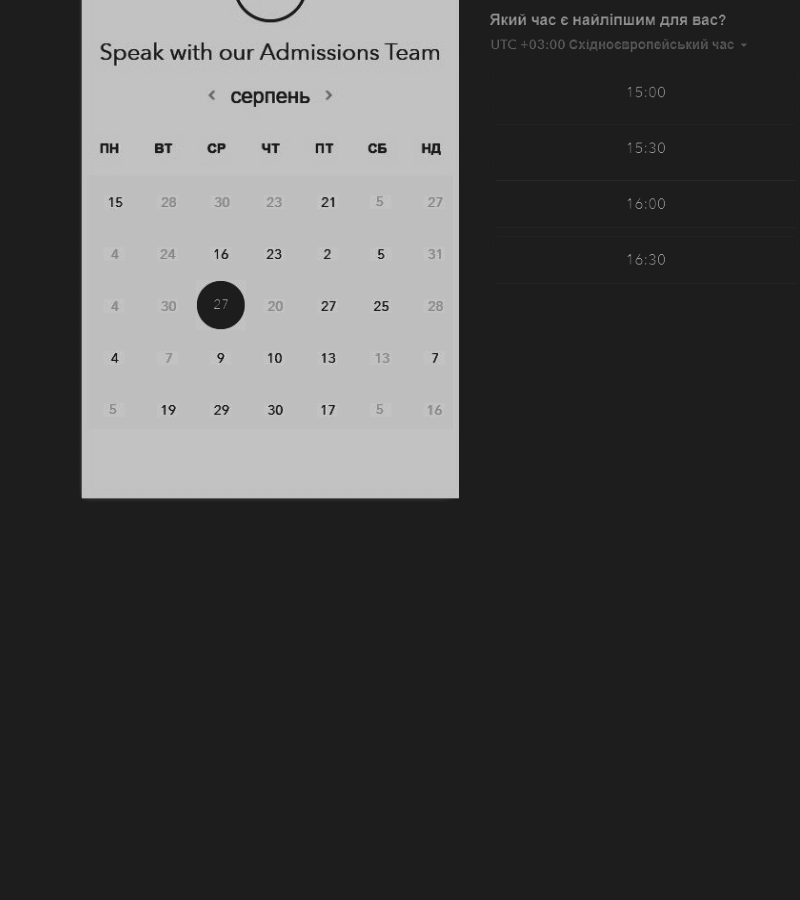 Speak with our Admissions Team
серпень
ПН ВТ СР ЧТ ПТ СБ НД
15 28 30 23 21 5 27
4 24 16 23 2 5 31
4 30 27 20 27 25 28
4 7 9 10 13 13 7
5 19 29 30 17 5 16
Який час є найліпшим для вас?
UTC +03:00 Східноєвропейський час
15:00
15:30
16:00
16:30